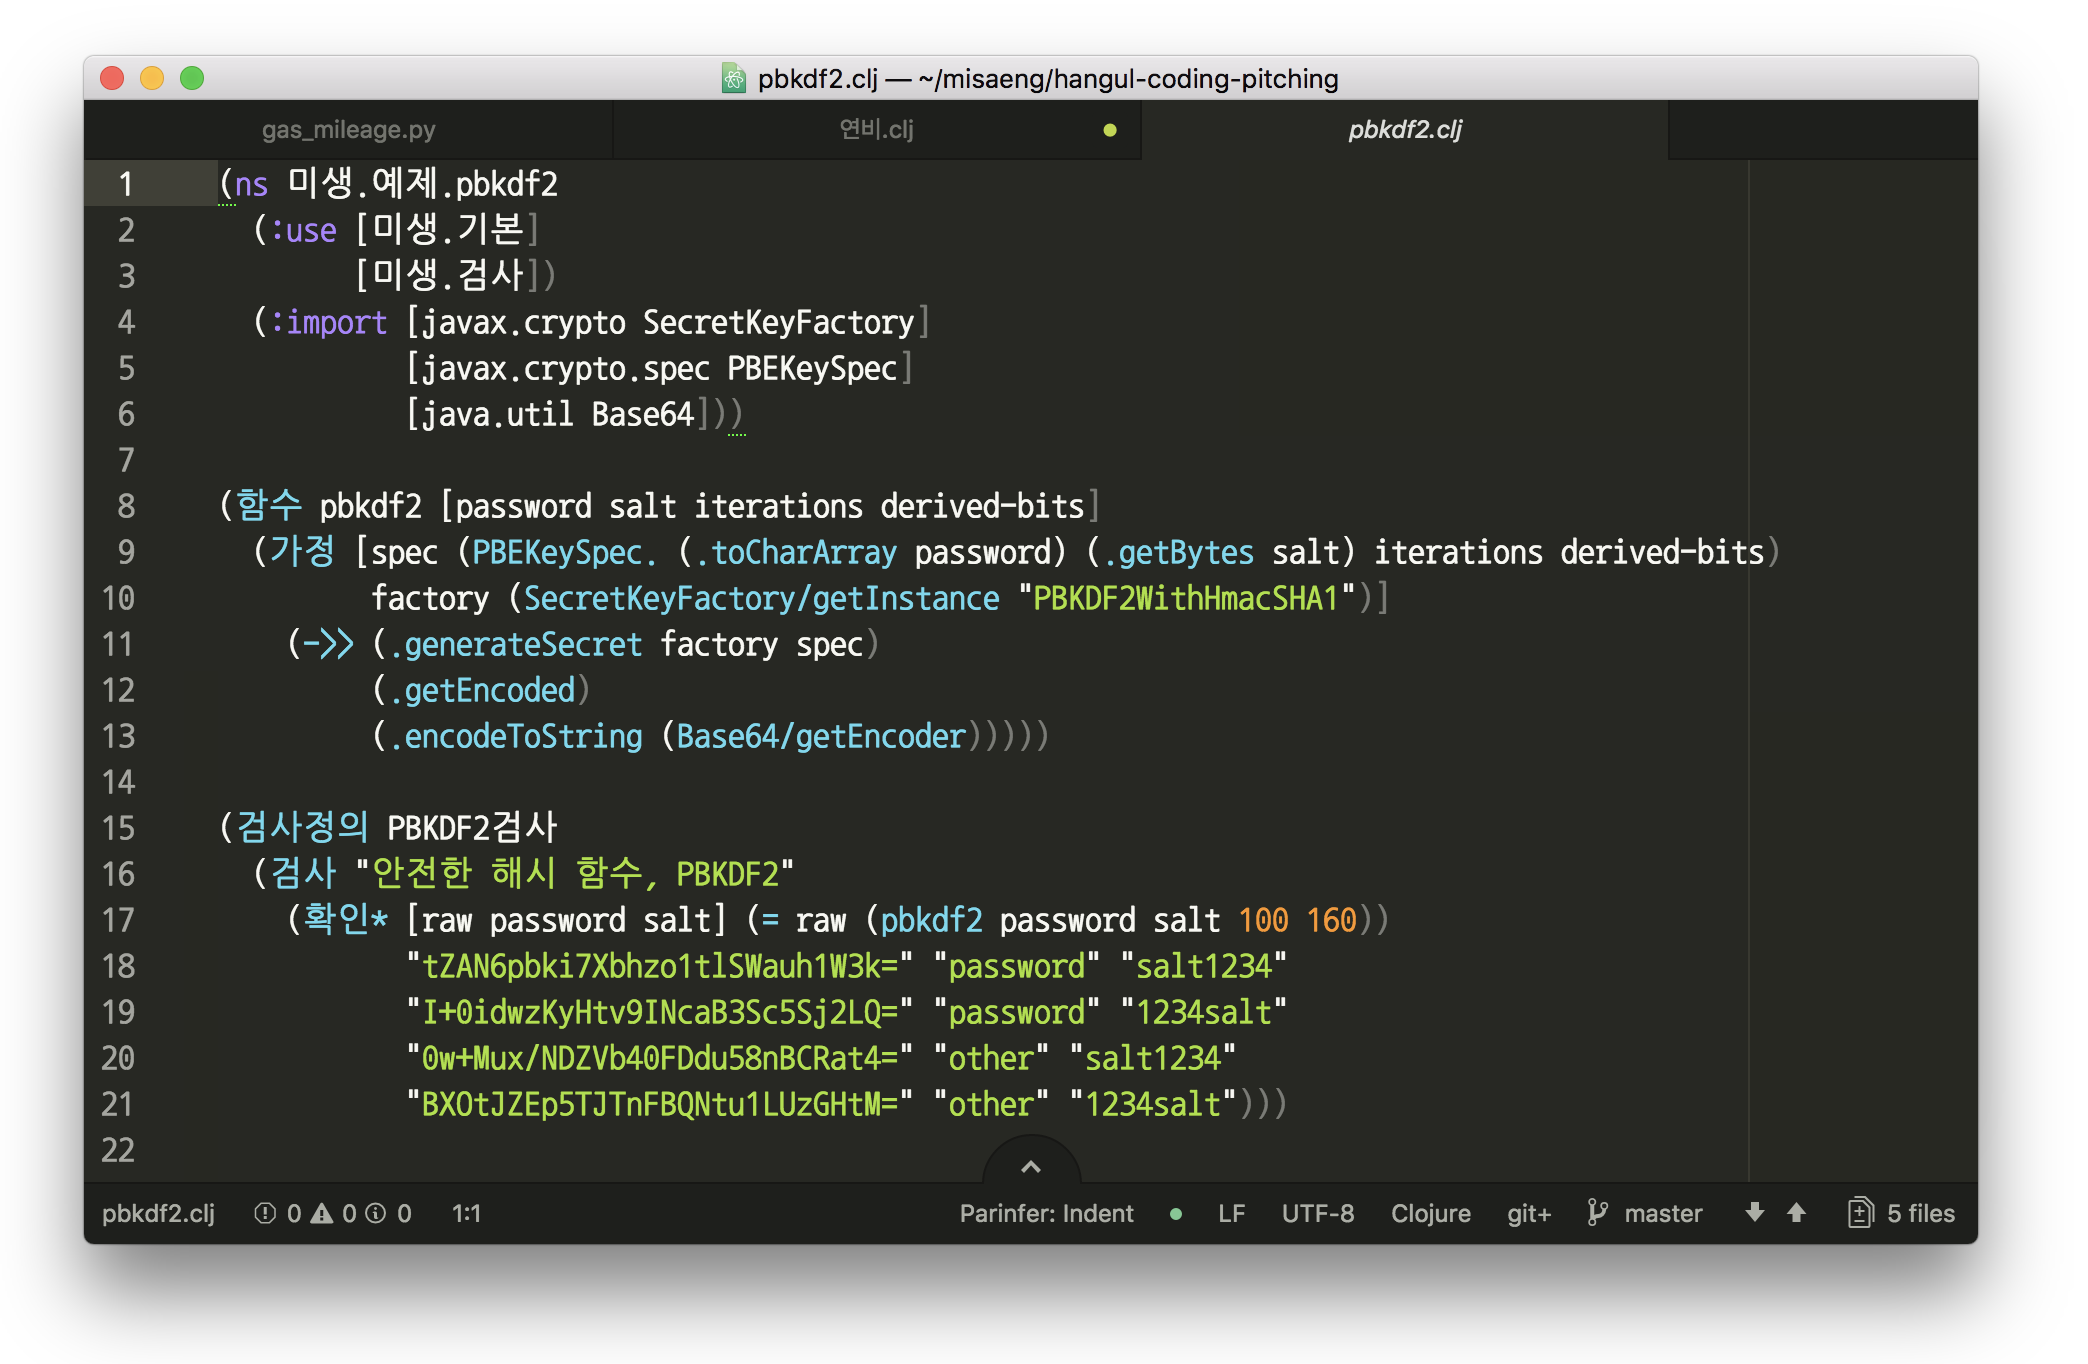 pbkdf2.clj — ~/misaeng/hangul-coding-pitching
gas_mileage.py 연비.clj pbkdf2.clj
1 (ns 미생.예제.pbkdf2
2 (:use [미생.기본]
3 [미생.검사])
4 (:import [javax.crypto SecretKeyFactory]
5 [javax.crypto.spec PBEKeySpec]
6 [java.util Base64]))
7
8 (함수 pbkdf2 [password salt iterations derived-bits]
9 (가정 [spec (PBEKeySpec. (.toCharArray password) (.getBytes salt) iterations derived-bits)
10 factory (SecretKeyFactory/getInstance "PBKDF2WithHmacSHA1")]
11 (->> (.generateSecret factory spec)
12 (.getEncoded)
13 (.encodeToString (Base64/getEncoder)))))
14
15 (검사정의 PBKDF2검사
16 (검사 "안전한 해시 함수, PBKDF2"
17 (확인* [raw password salt] (= raw (pbkdf2 password salt 100 160))
18 "tZAN6pbki7Xbhzo1tlSWauh1W3k=" "password" "salt1234"
19 "I+0idwzKyHtv9INcaB3Sc5Sj2LQ=" "password" "1234salt"
20 "0w+Mux/NDZVb40FDdu58nBCRat4=" "other" "salt1234"
21 "BXOtJZEp5TJTnFBQNtu1LUzGHtM=" "other" "1234salt")))
22
pbkdf2.clj 0 0 0 1:1 Parinfer: Indent LF UTF-8 Clojure git+ master 5 files